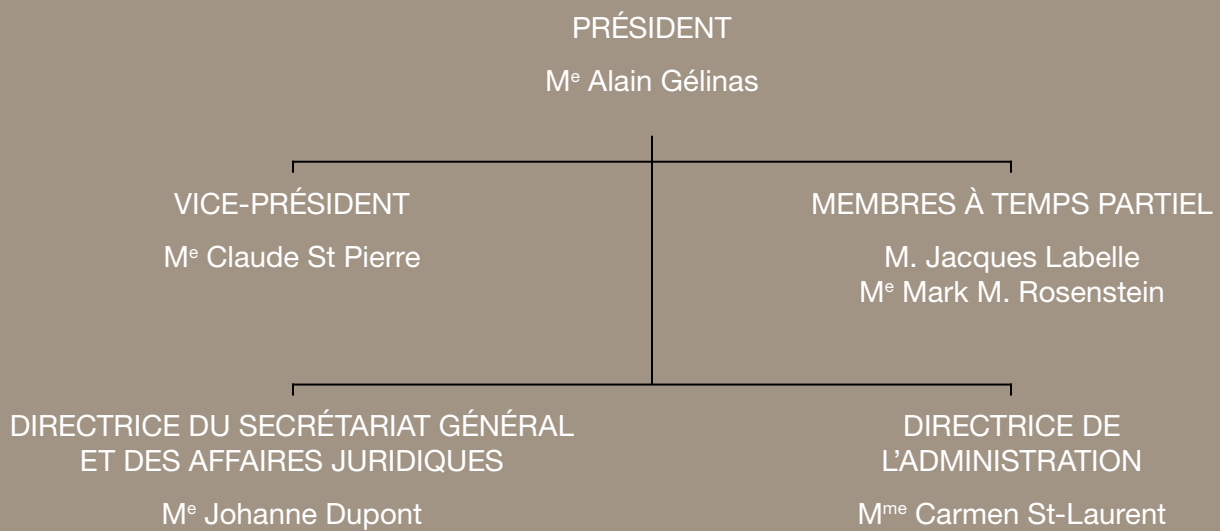 PRÉSIDENT
Mᵉ Alain Gélinas
VICE-PRÉSIDENT
Mᵉ Claude St Pierre
MEMBRES À TEMPS PARTIEL
M. Jacques Labelle
Mᵉ Mark M. Rosenstein
DIRECTRICE DU SECRÉTARIAT GÉNÉRAL
ET DES AFFAIRES JURIDIQUES
Mᵉ Johanne Dupont
DIRECTRICE DE
L’ADMINISTRATION
Mᵐᵉ Carmen St-Laurent